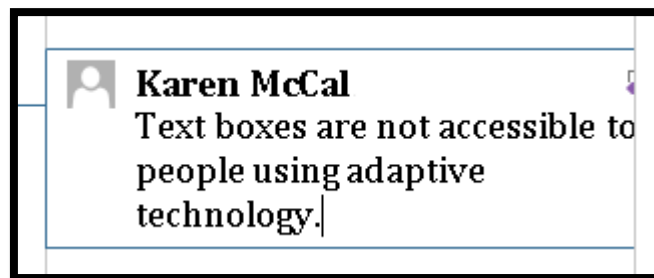 Karen McCal
Text boxes are not accessible to
people using adaptive
technology.